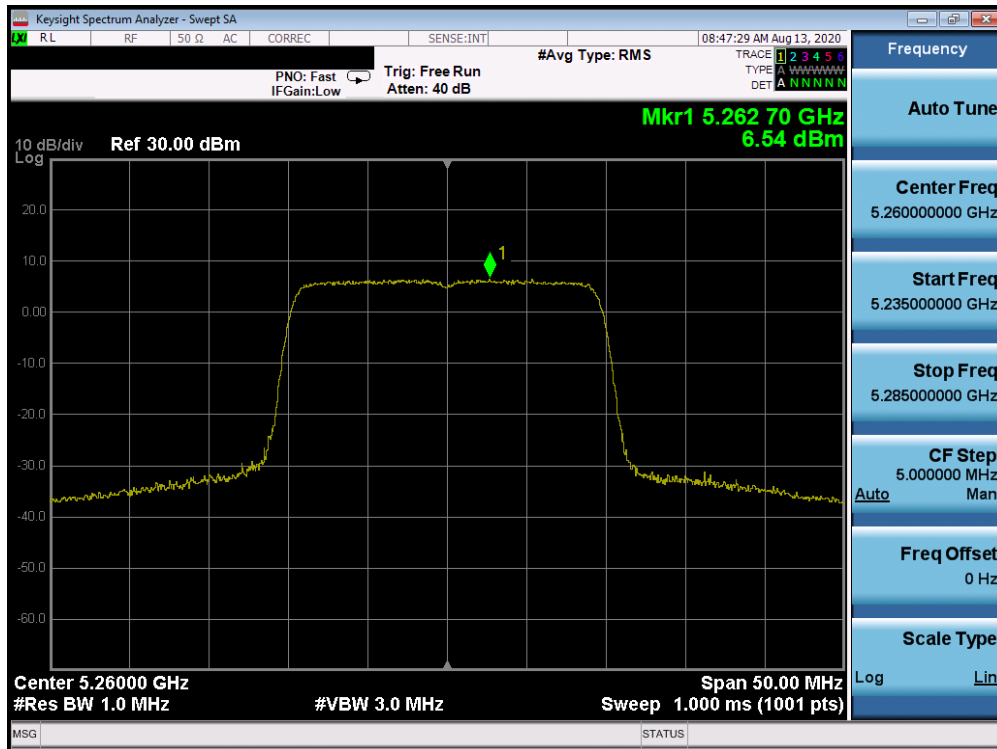 Keysight Spectrum Analyzer - Swept SA
LXI RL RF 50 Ω AC CORREC SENSE:INT 08:47:29 AM Aug 13, 2020
#Avg Type: RMS TRACE 1 2 3 4 5 6
PNO: Fast Trig: Free Run TYPE A WWWWW
IFGain:Low Atten: 40 dB DET A N N N N N
Mkr1 5.262 70 GHz
6.54 dBm
10 dB/div Ref 30.00 dBm
Log
20.0
10.0
1
0.00
-10.0
-20.0
-30.0
-40.0
-50.0
-60.0
Center 5.26000 GHz Span 50.00 MHz
#Res BW 1.0 MHz #VBW 3.0 MHz Sweep 1.000 ms (1001 pts)
MSG STATUS
Frequency
Auto Tune
Center Freq
5.260000000 GHz
Start Freq
5.235000000 GHz
Stop Freq
5.285000000 GHz
CF Step
5.000000 MHz
Auto Man
Freq Offset
0 Hz
Scale Type
Log Lin